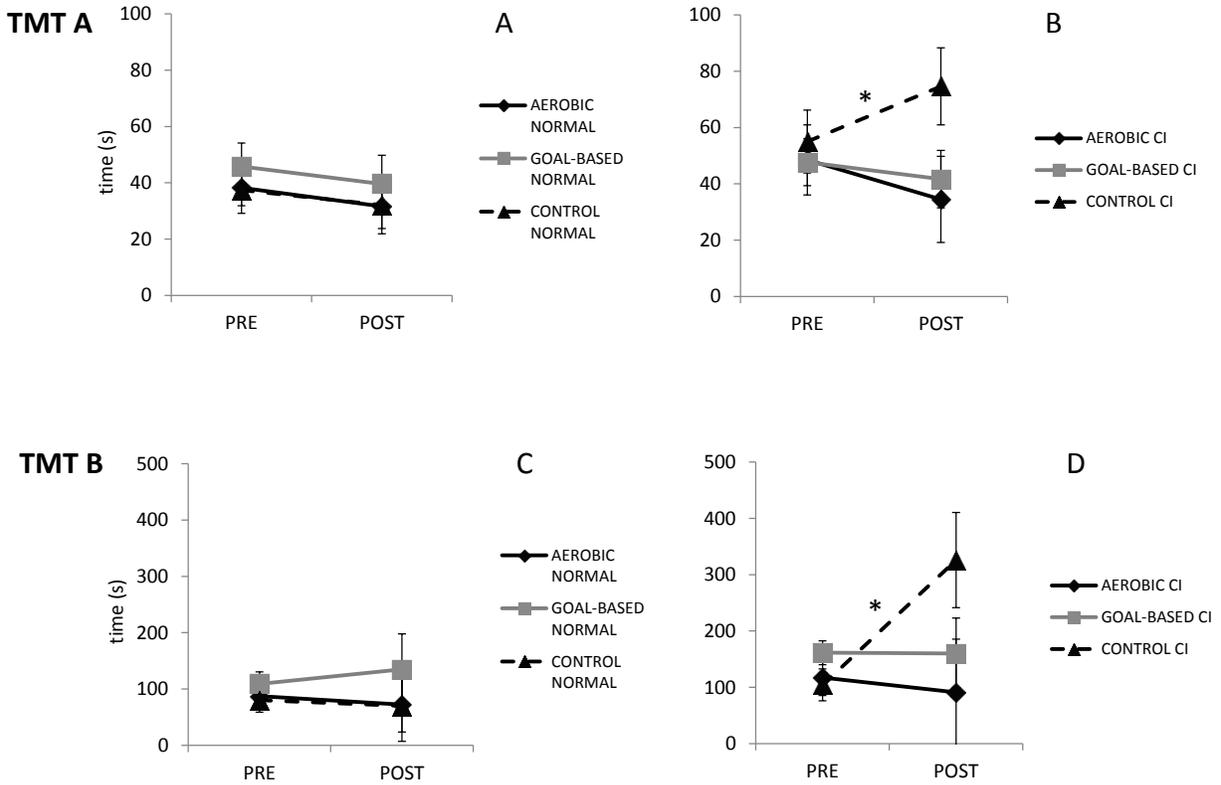 TMT A
A
100
80
60
40
20
0
time (s)
PRE
POST
AEROBIC
NORMAL
GOAL-BASED
NORMAL
CONTROL
NORMAL
B
100
80
60
40
20
0
*
PRE
POST
AEROBIC CI
GOAL-BASED CI
CONTROL CI
TMT B
C
500
400
300
200
100
0
time (s)
PRE
POST
AEROBIC
NORMAL
GOAL-BASED
NORMAL
CONTROL
NORMAL
D
500
400
300
200
100
0
*
PRE
POST
AEROBIC CI
GOAL-BASED CI
CONTROL CI